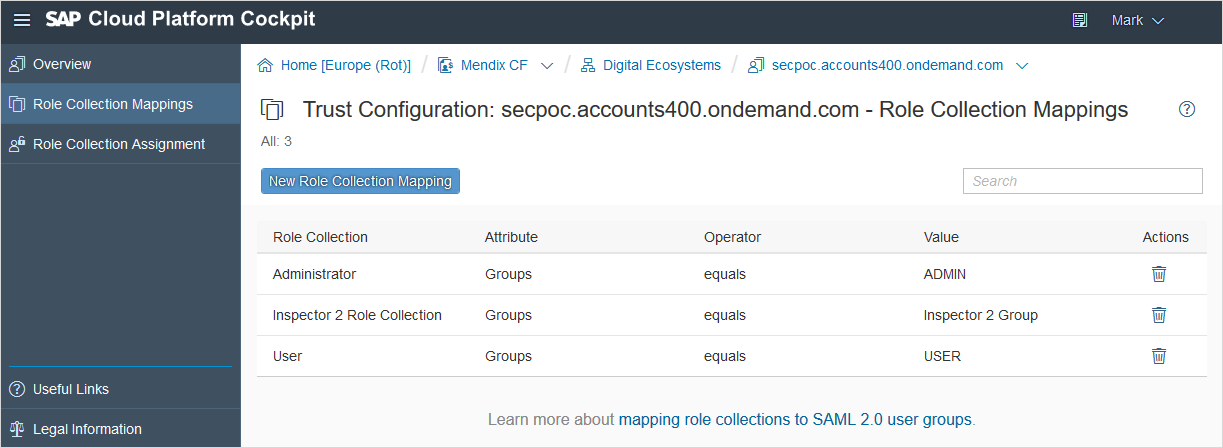 SAP Cloud Platform Cockpit
Mark
Overview
Role Collection Mappings
Role Collection Assignment
Useful Links
Legal Information
Home [Europe (Rot)] / Mendix CF / Digital Ecosystems / secpoc.accounts400.ondemand.com
Trust Configuration: secpoc.accounts400.ondemand.com - Role Collection Mappings
All: 3
New Role Collection Mapping
Search
Role Collection Attribute Operator Value Actions
Administrator Groups equals ADMIN
Inspector 2 Role Collection Groups equals Inspector 2 Group
User Groups equals USER
Learn more about mapping role collections to SAML 2.0 user groups.